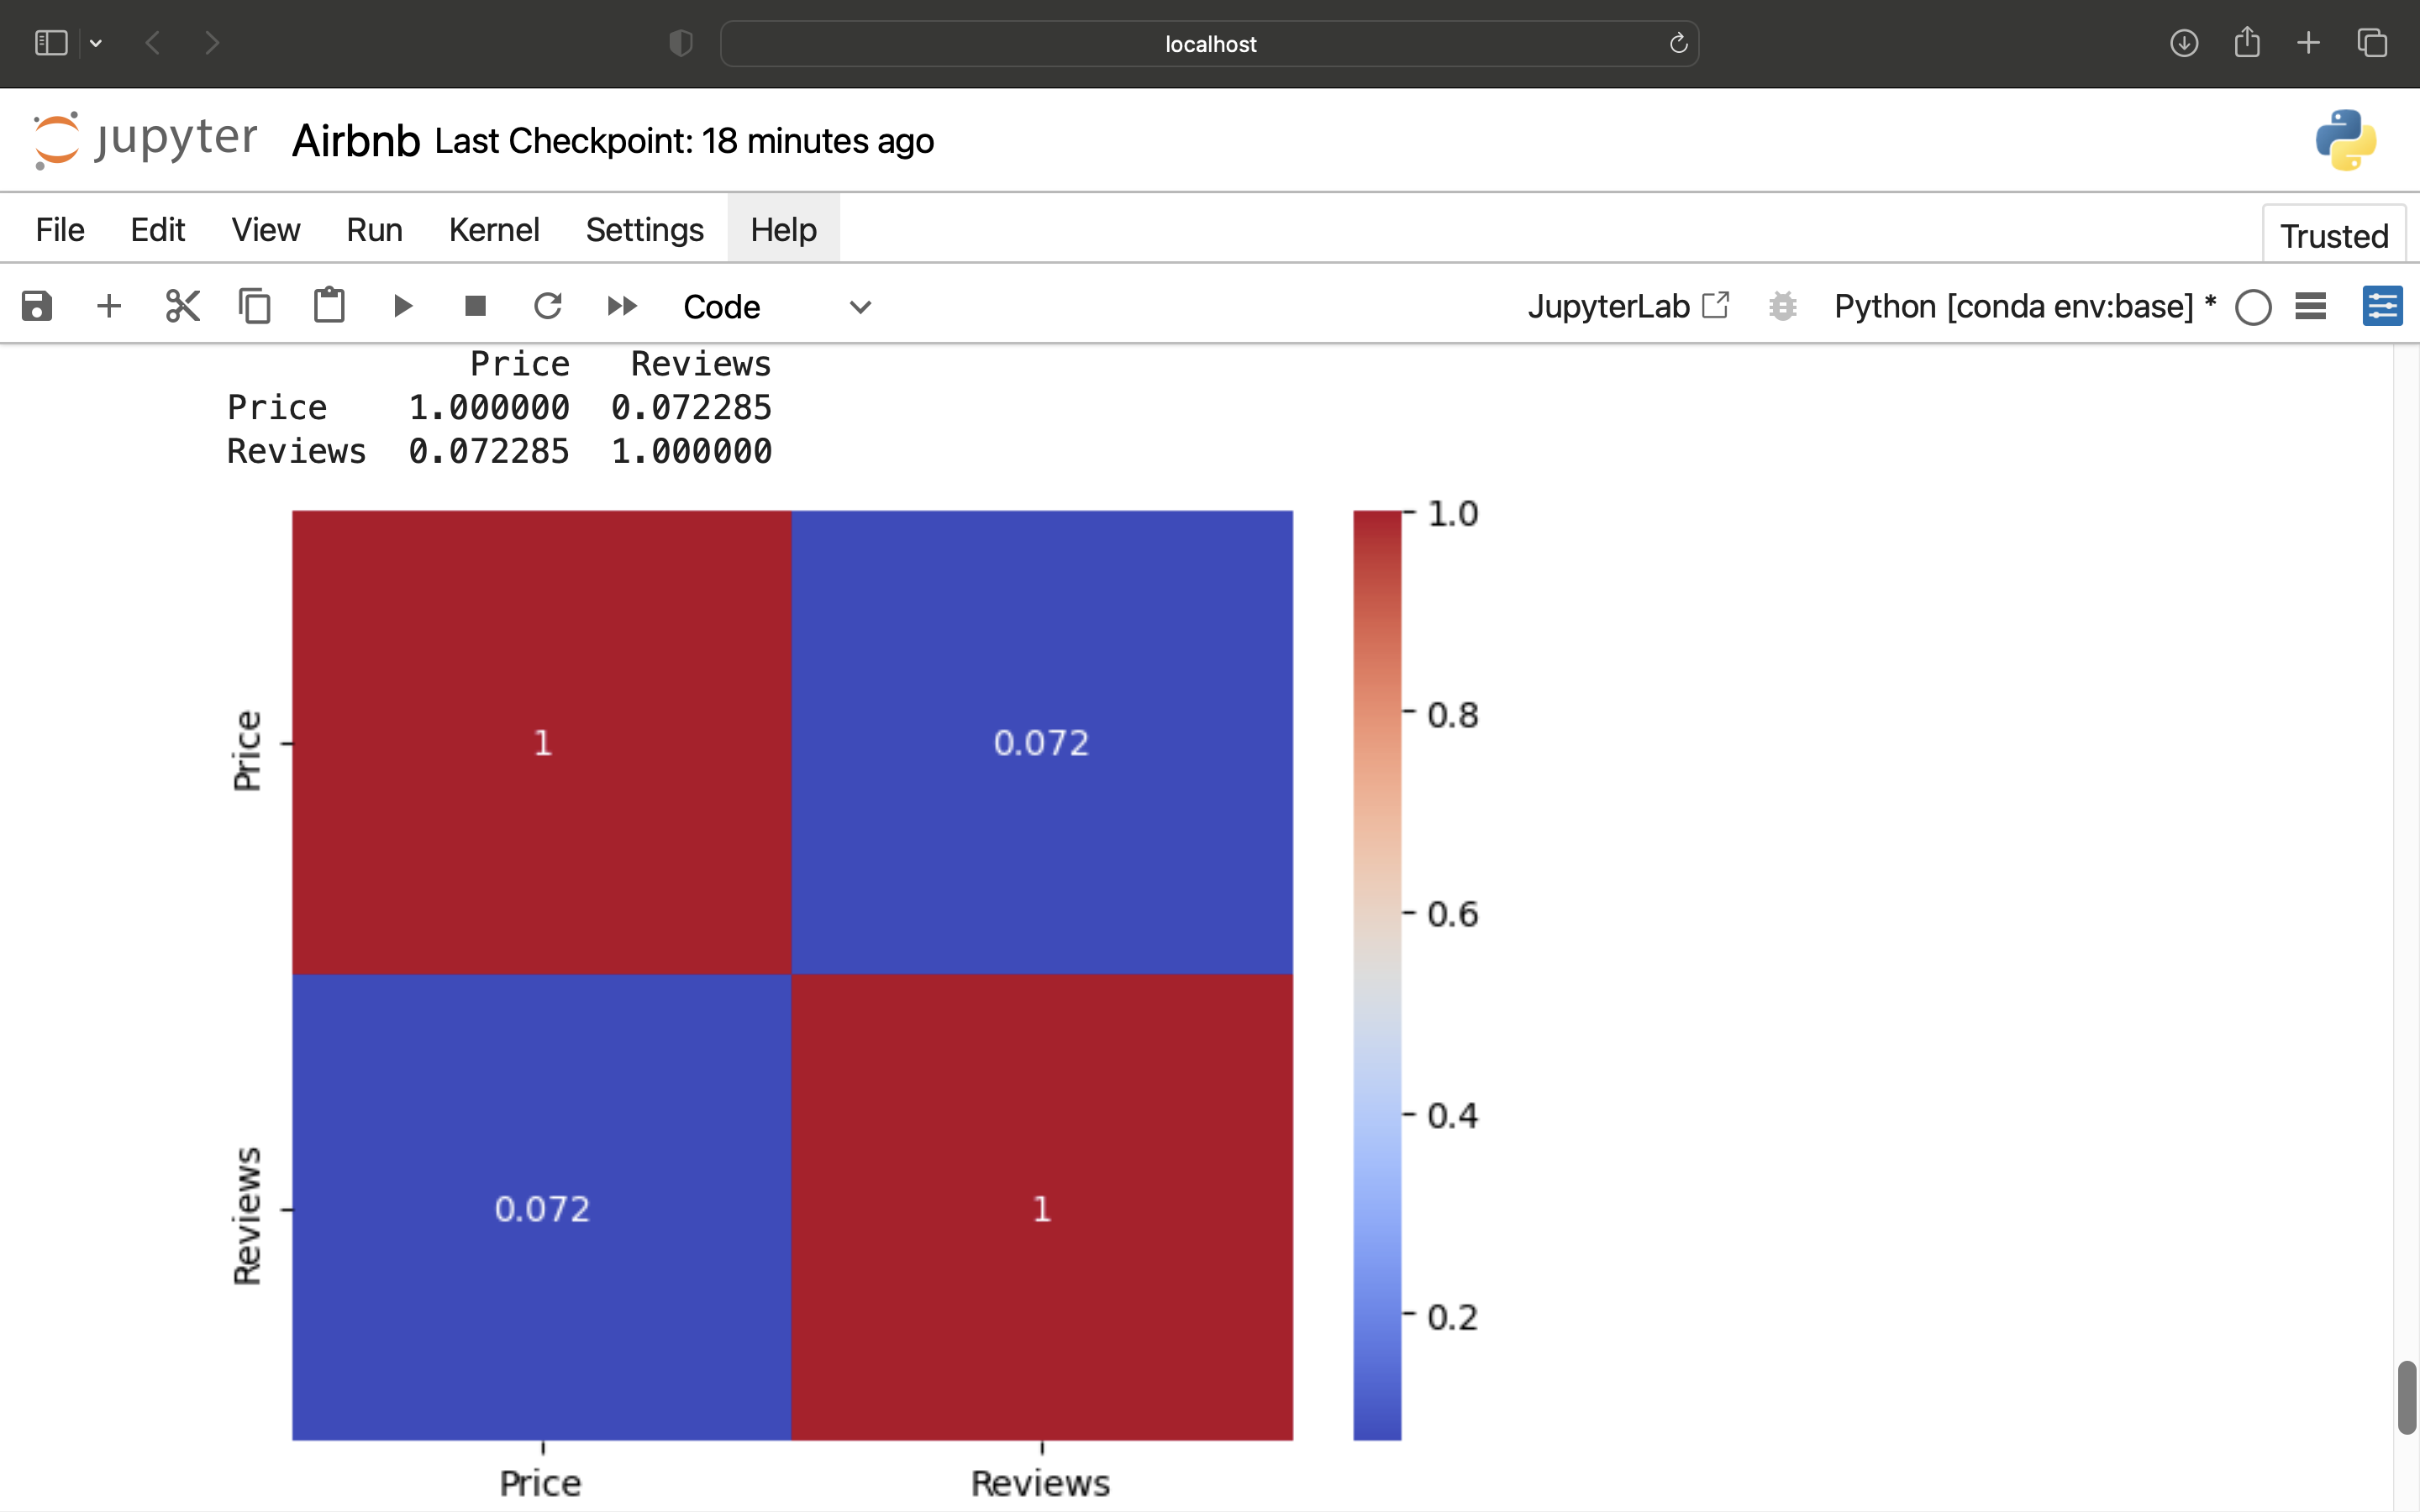 localhost
jupyter Airbnb Last Checkpoint: 18 minutes ago
File Edit View Run Kernel Settings Help Trusted
Code JupyterLab Python [conda env:base] *
Price Reviews
Price 1.000000 0.072285
Reviews 0.072285 1.000000
1.0
0.8
Price 1 0.072
0.6
0.4
Reviews 0.072 1
0.2
Price Reviews